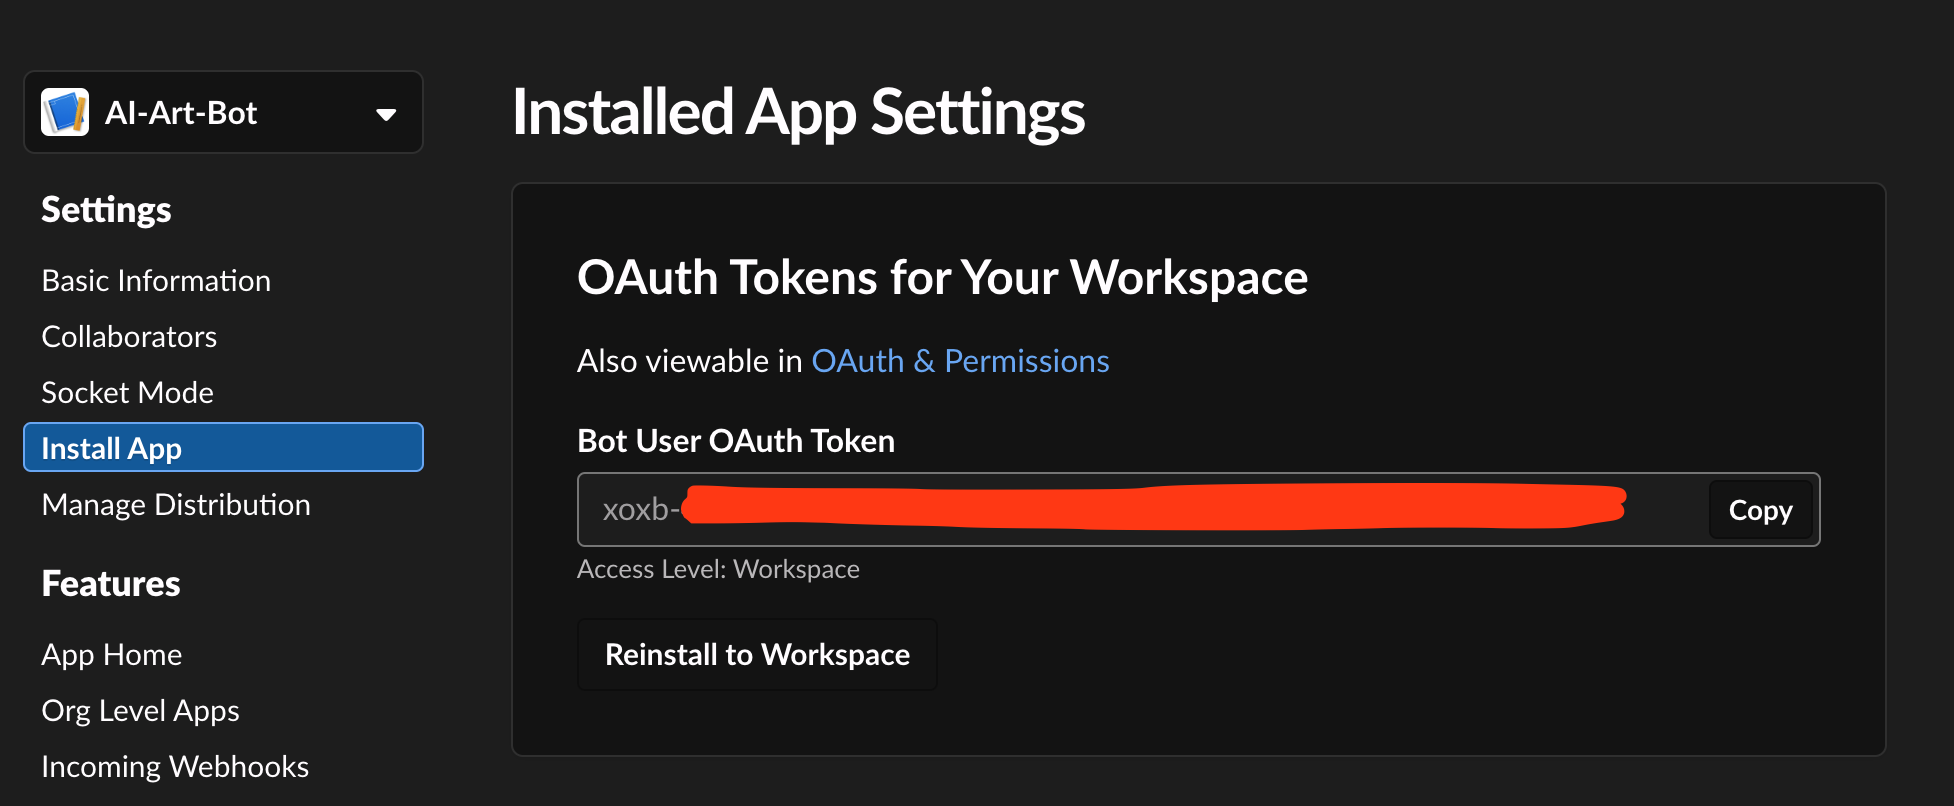 AI-Art-Bot
Settings
Basic Information
Collaborators
Socket Mode
Install App
Manage Distribution
Features
App Home
Org Level Apps
Incoming Webhooks
Installed App Settings
OAuth Tokens for Your Workspace
Also viewable in OAuth & Permissions
Bot User OAuth Token
xoxb-
Copy
Access Level: Workspace
Reinstall to Workspace